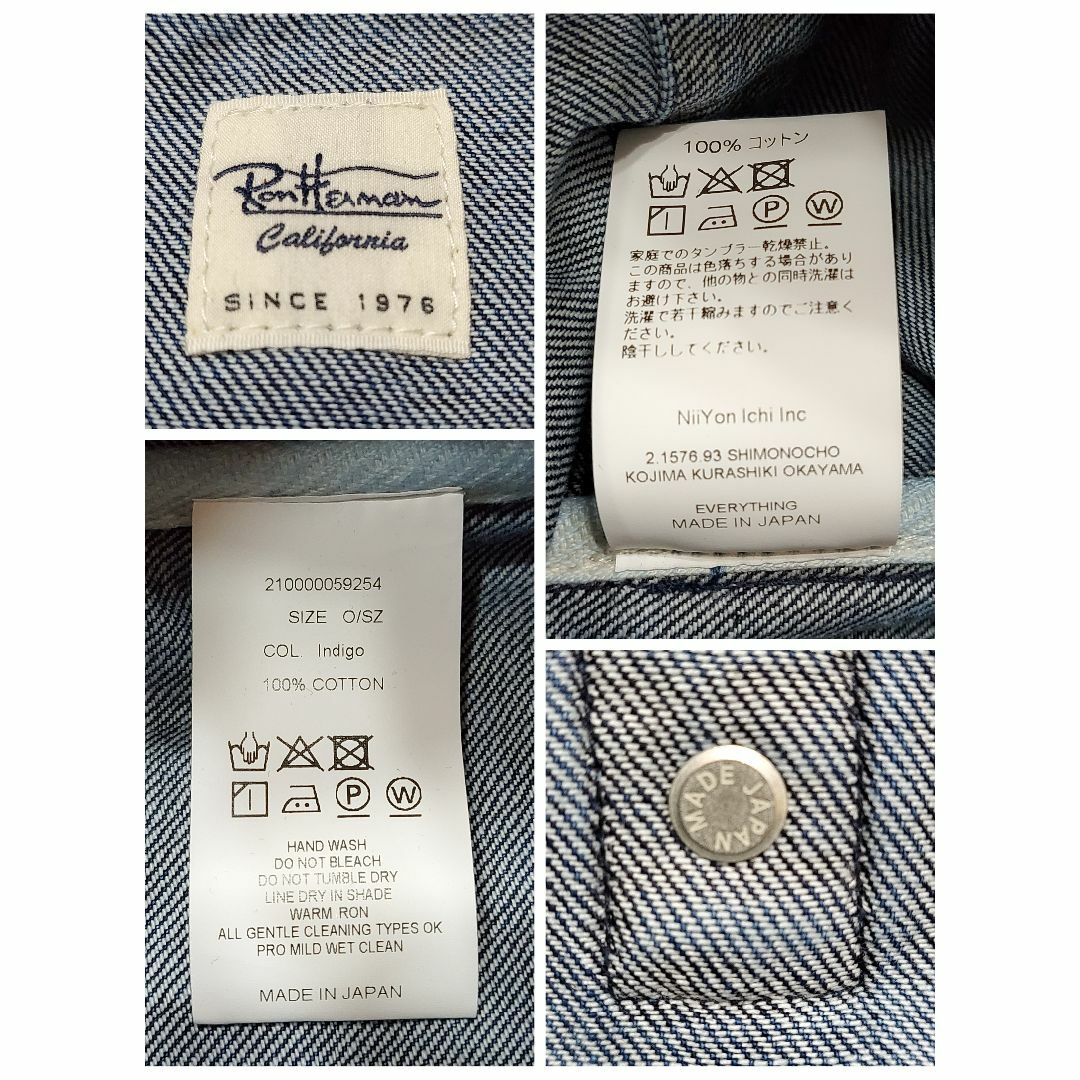 Ron Herman
California
SINCE 1976
100% コットン
P W
家庭でのタンブラー乾燥禁止。
この商品は色落ちする場合があり
ますので、他の物との同時洗濯は
お避け下さい。
洗濯で若干縮みますのでご注意く
ださい。
陰干ししてください。
NiiYon Ichi Inc
2.1576.93 SHIMONOCHO
KOJIMA KURASHIKI OKAYAMA
EVERYTHING
MADE IN JAPAN
210000059254
SIZE O/SZ
COL. Indigo
100% COTTON
P W
HAND WASH
DO NOT BLEACH
DO NOT TUMBLE DRY
LINE DRY IN SHADE
WARM RON
ALL GENTLE CLEANING TYPES OK
PRO MILD WET CLEAN
MADE IN JAPAN
MADE JAPAN